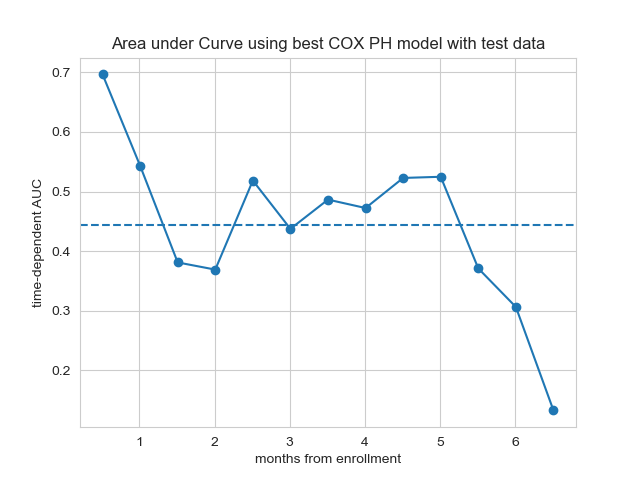 Area under Curve using best COX PH model with test data
time-dependent AUC
0.7
0.6
0.5
0.4
0.3
0.2
1 2 3 4 5 6
months from enrollment